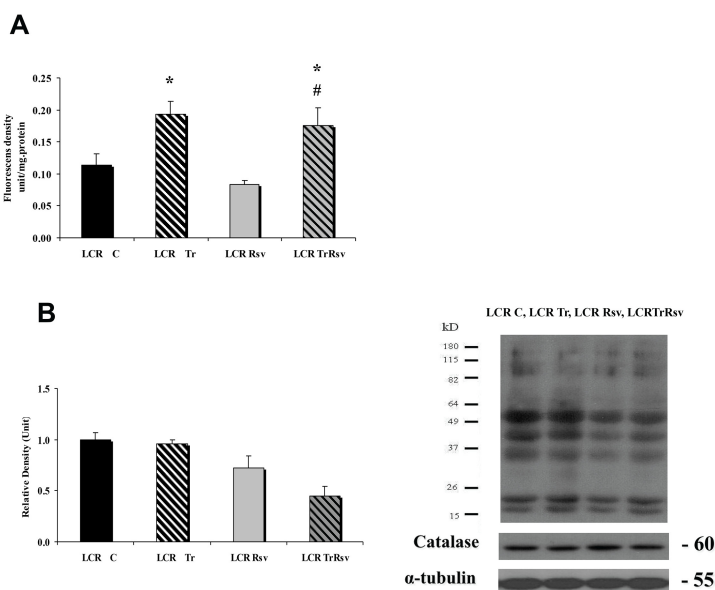 A
*
*
#
Fluorescens density
unit/mg.protein
0.25
0.20
0.15
0.10
0.05
0.00
LCR C
LCR Tr
LCR Rsv
LCR TrRsv
B
Relative Density (Unit)
1.5
1.0
0.5
0.0
LCR C
LCR Tr
LCR Rsv
LCR TrRsv
LCR C, LCR Tr, LCR Rsv, LCRTrRsv
kD
180
115
82
64
49
37
26
15
Catalase - 60
α-tubulin - 55